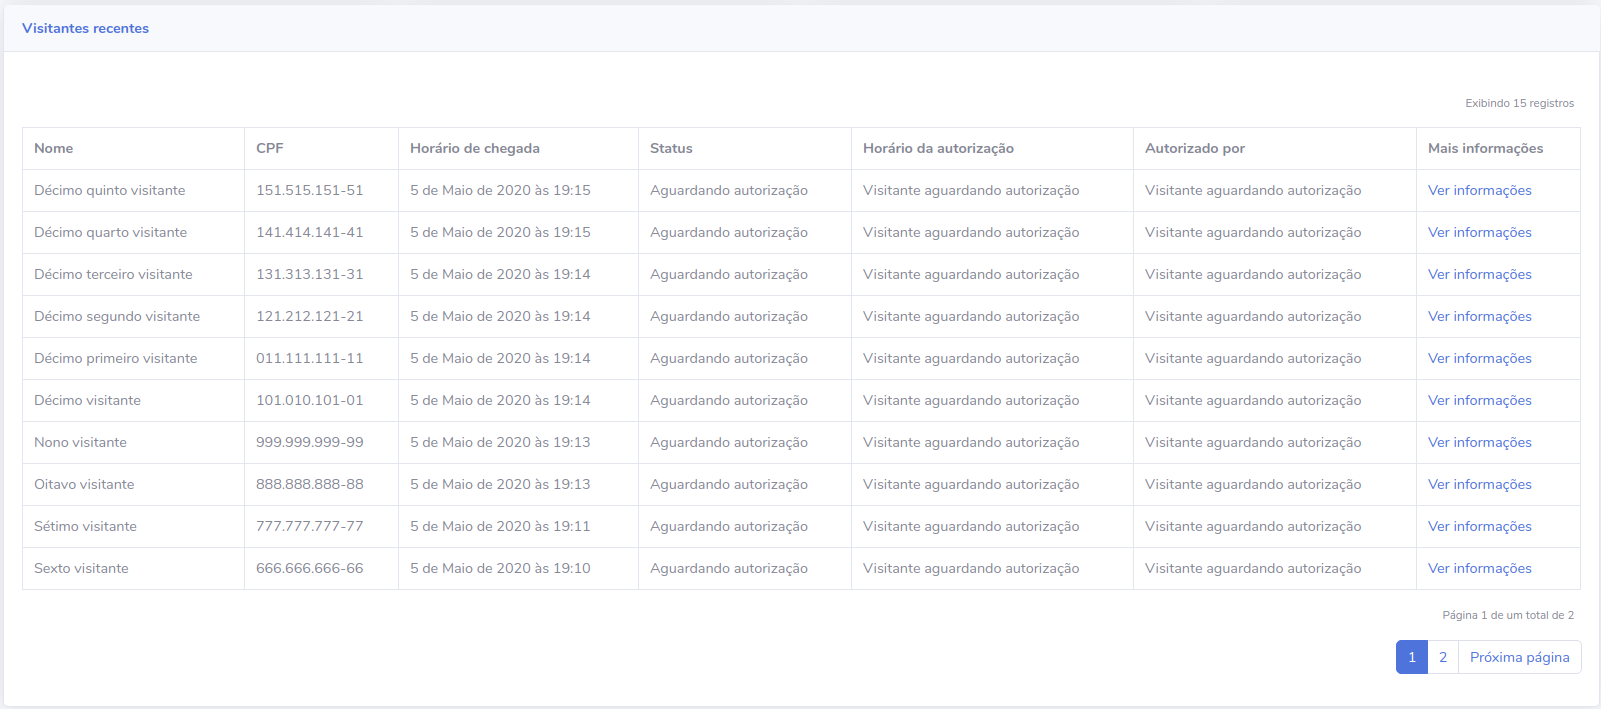 Visitantes recentes
Exibindo 15 registros
Nome CPF Horário de chegada Status Horário da autorização Autorizado por Mais informações
Décimo quinto visitante 151.515.151-51 5 de Maio de 2020 às 19:15 Aguardando autorização Visitante aguardando autorização Visitante aguardando autorização Ver informações
Décimo quarto visitante 141.414.141-41 5 de Maio de 2020 às 19:15 Aguardando autorização Visitante aguardando autorização Visitante aguardando autorização Ver informações
Décimo terceiro visitante 131.313.131-31 5 de Maio de 2020 às 19:14 Aguardando autorização Visitante aguardando autorização Visitante aguardando autorização Ver informações
Décimo segundo visitante 121.212.121-21 5 de Maio de 2020 às 19:14 Aguardando autorização Visitante aguardando autorização Visitante aguardando autorização Ver informações
Décimo primeiro visitante 011.111.111-11 5 de Maio de 2020 às 19:14 Aguardando autorização Visitante aguardando autorização Visitante aguardando autorização Ver informações
Décimo visitante 101.010.101-01 5 de Maio de 2020 às 19:14 Aguardando autorização Visitante aguardando autorização Visitante aguardando autorização Ver informações
Nono visitante 999.999.999-99 5 de Maio de 2020 às 19:13 Aguardando autorização Visitante aguardando autorização Visitante aguardando autorização Ver informações
Oitavo visitante 888.888.888-88 5 de Maio de 2020 às 19:13 Aguardando autorização Visitante aguardando autorização Visitante aguardando autorização Ver informações
Sétimo visitante 777.777.777-77 5 de Maio de 2020 às 19:11 Aguardando autorização Visitante aguardando autorização Visitante aguardando autorização Ver informações
Sexto visitante 666.666.666-66 5 de Maio de 2020 às 19:10 Aguardando autorização Visitante aguardando autorização Visitante aguardando autorização Ver informações
Página 1 de um total de 2
1 2 Próxima página